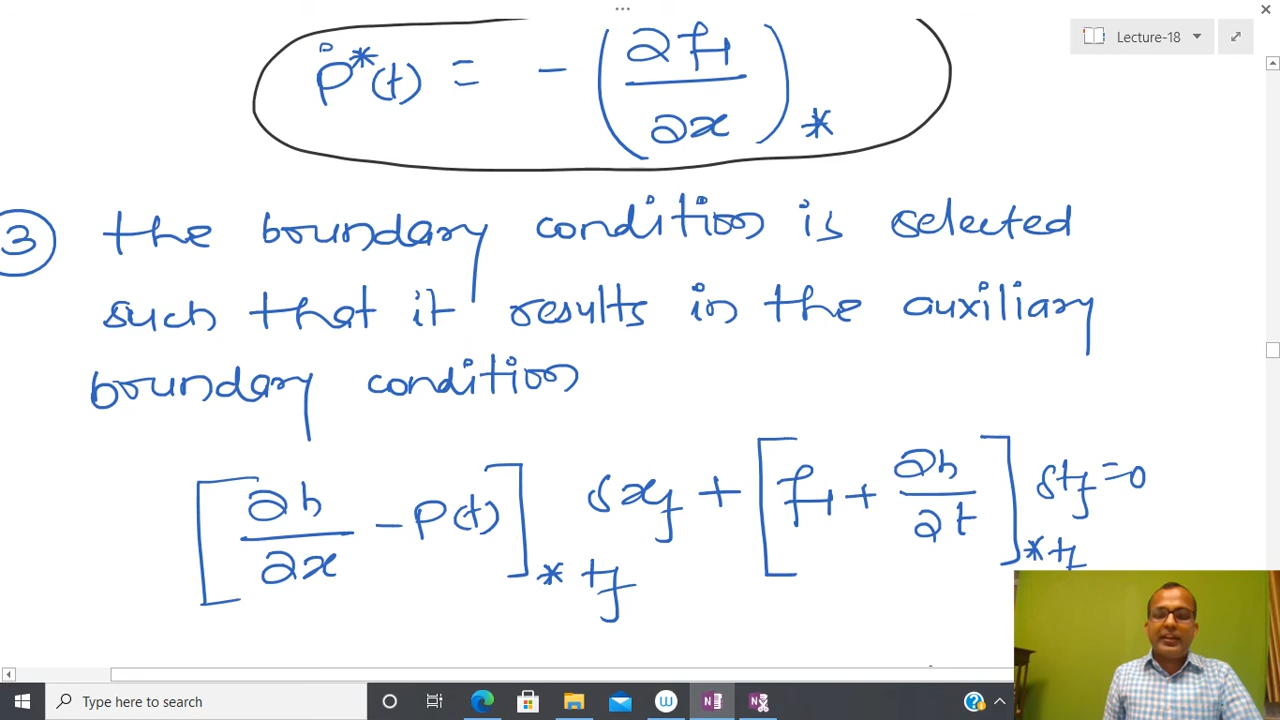 Lecture-18
ṗ*(t) = - (∂H/∂x)*
3 the boundary condition is selected
such that it results in the auxiliary
boundary condition
[∂h/∂x - p(t)]* tf δxf + [H + ∂h/∂t]* tf δtf = 0
Type here to search